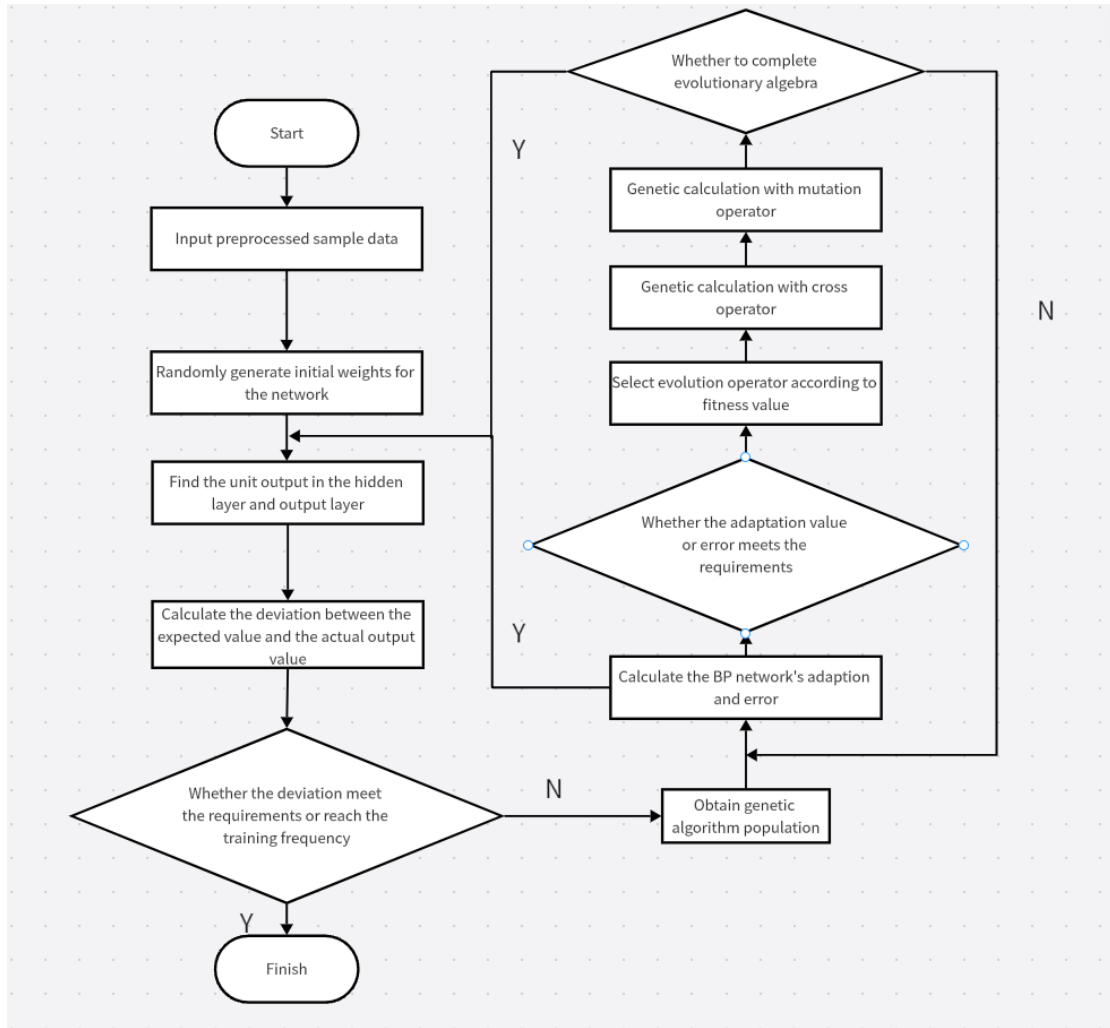 Start
Input preprocessed sample data
Randomly generate initial weights for
the network
Find the unit output in the hidden
layer and output layer
Calculate the deviation between the
expected value and the actual output
value
Whether the deviation meet
the requirements or reach the
training frequency
Y
Finish
N
Obtain genetic
algorithm population
Calculate the BP network's adaption
and error
Y
Whether the adaptation value
or error meets the
requirements
Select evolution operator according to
fitness value
Genetic calculation with cross
operator
Genetic calculation with mutation
operator
Whether to complete
evolutionary algebra
Y
N